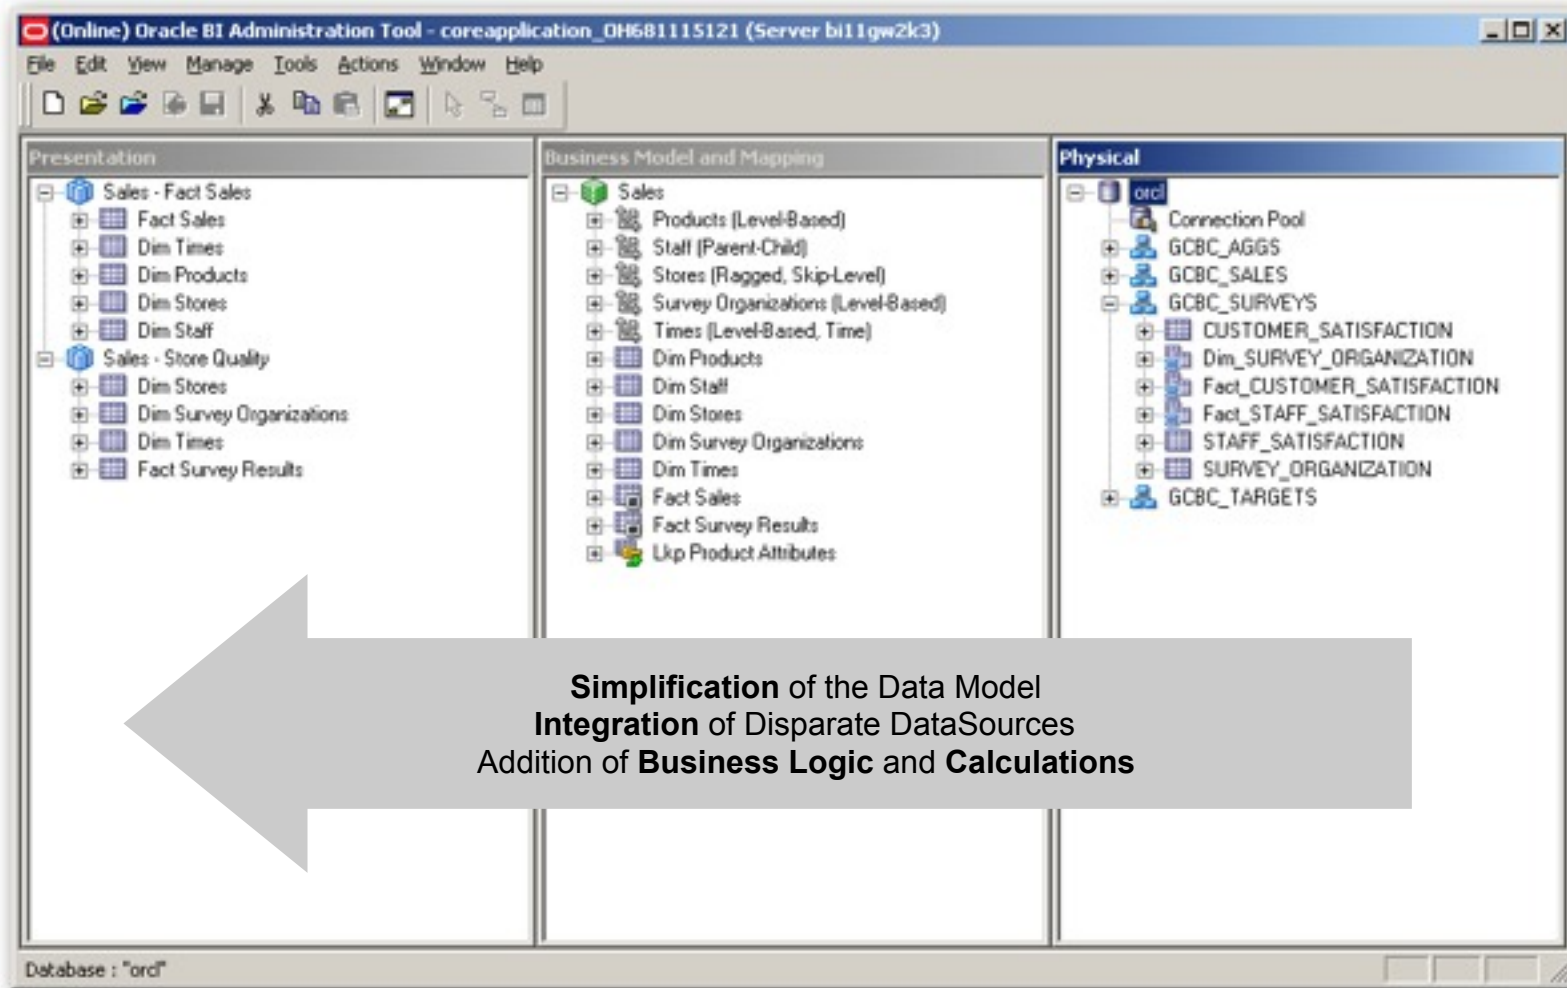 (Online) Oracle BI Administration Tool - coreapplication_OH681115121 (Server bi11gw2k3)
File Edit View Manage Tools Actions Window Help
Presentation
Sales - Fact Sales
Fact Sales
Dim Times
Dim Products
Dim Stores
Dim Staff
Sales - Store Quality
Dim Stores
Dim Survey Organizations
Dim Times
Fact Survey Results
Business Model and Mapping
Sales
Products (Level-Based)
Staff (Parent-Child)
Stores (Ragged, Skip-Level)
Survey Organizations (Level-Based)
Times (Level-Based, Time)
Dim Products
Dim Staff
Dim Stores
Dim Survey Organizations
Dim Times
Fact Sales
Fact Survey Results
Lkp Product Attributes
Physical
orcl
Connection Pool
GCBC_AGGS
GCBC_SALES
GCBC_SURVEYS
CUSTOMER_SATISFACTION
Dim_SURVEY_ORGANIZATION
Fact_CUSTOMER_SATISFACTION
Fact_STAFF_SATISFACTION
STAFF_SATISFACTION
SURVEY_ORGANIZATION
GCBC_TARGETS
Simplification of the Data Model
Integration of Disparate DataSources
Addition of Business Logic and Calculations
Database : "orcl"